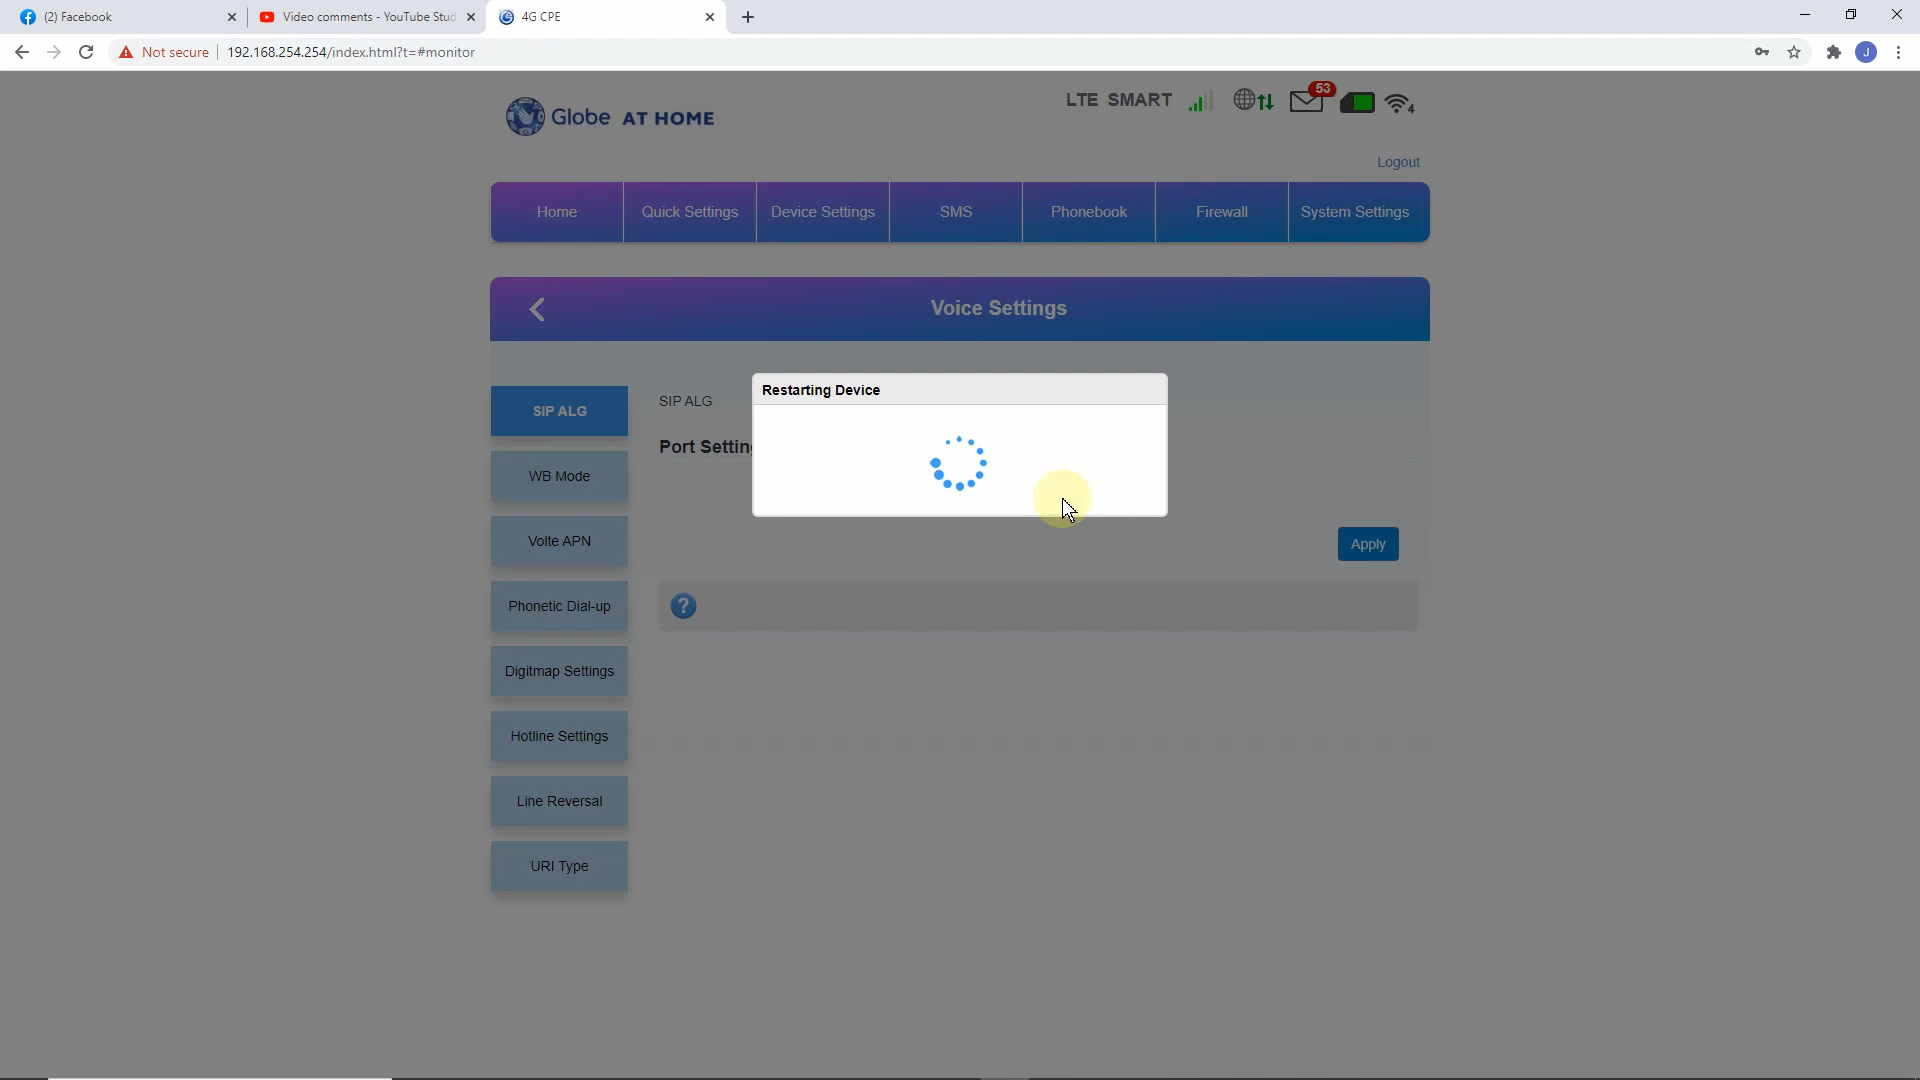 (2) Facebook
Video comments - YouTube Stud
4G CPE
Not secure
192.168.254.254/index.html?t=#monitor
J
Globe AT HOME
LTE SMART
53
4
Logout
Home
Quick Settings
Device Settings
SMS
Phonebook
Firewall
System Settings
Voice Settings
Restarting Device
SIP ALG
WB Mode
Volte APN
Phonetic Dial-up
Digitmap Settings
Hotline Settings
Line Reversal
URI Type
SIP ALG
Port Settin
Apply
?